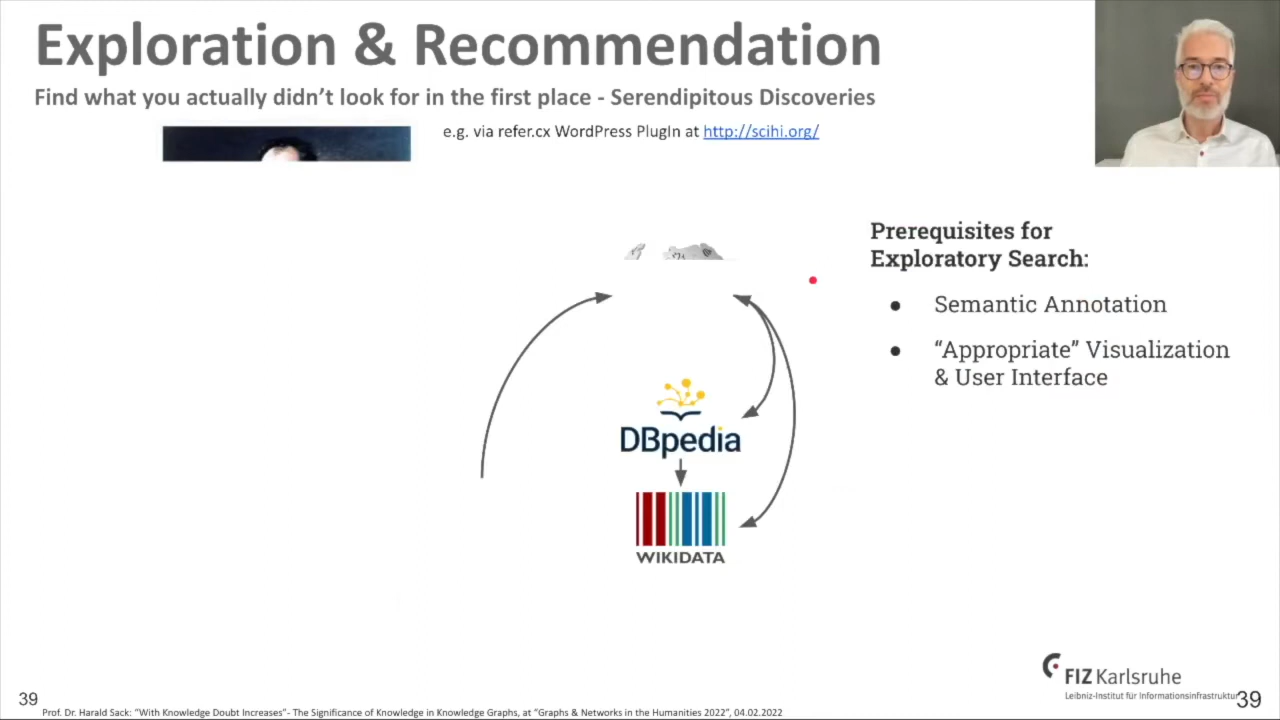 Exploration & Recommendation
Find what you actually didn’t look for in the first place - Serendipitous Discoveries
e.g. via refer.cx WordPress PlugIn at http://scihi.org/
Prerequisites for
Exploratory Search:
● Semantic Annotation
● “Appropriate” Visualization
& User Interface
DBpedia
WIKIDATA
FIZ Karlsruhe
Leibniz-Institut für Informationsinfrastruktur
39
39
Prof. Dr. Harald Sack: “With Knowledge Doubt Increases”- The Significance of Knowledge in Knowledge Graphs, at “Graphs & Networks in the Humanities 2022”, 04.02.2022